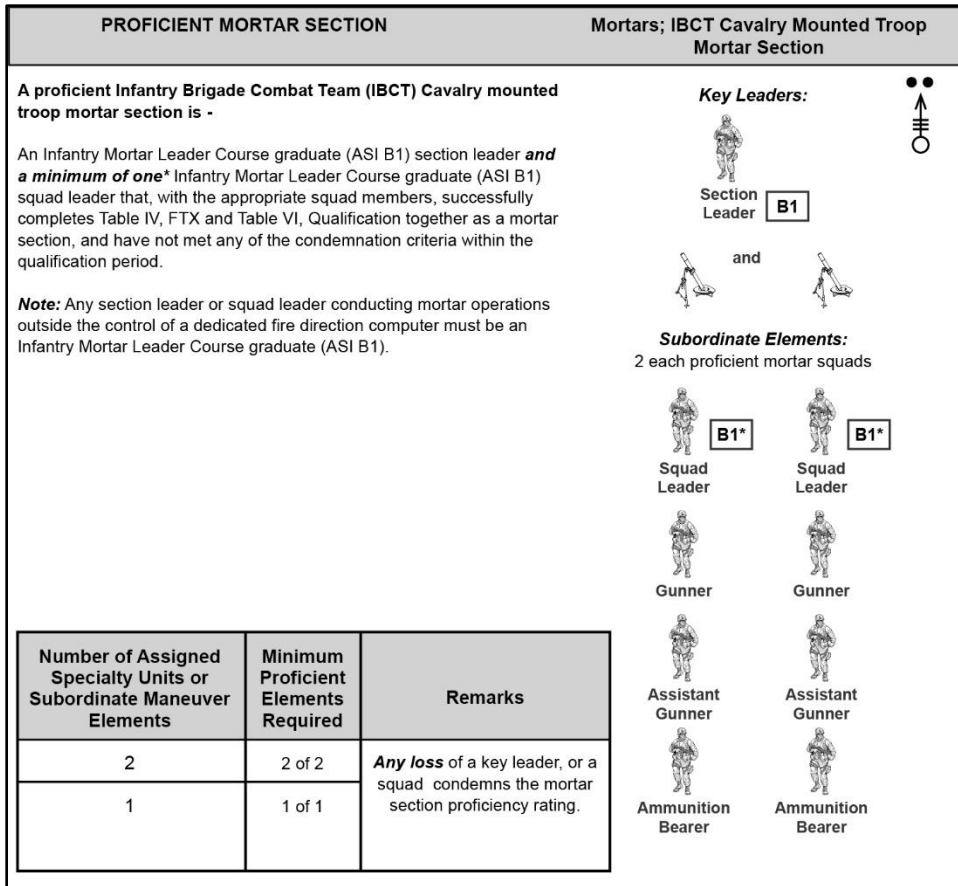 PROFICIENT MORTAR SECTION
Mortars; IBCT Cavalry Mounted Troop
Mortar Section
A proficient Infantry Brigade Combat Team (IBCT) Cavalry mounted
troop mortar section is -
An Infantry Mortar Leader Course graduate (ASI B1) section leader and
a minimum of one* Infantry Mortar Leader Course graduate (ASI B1)
squad leader that, with the appropriate squad members, successfully
completes Table IV, FTX and Table VI, Qualification together as a mortar
section, and have not met any of the condemnation criteria within the
qualification period.
Note: Any section leader or squad leader conducting mortar operations
outside the control of a dedicated fire direction computer must be an
Infantry Mortar Leader Course graduate (ASI B1).
Key Leaders:
Section
Leader
B1
and
Subordinate Elements:
2 each proficient mortar squads
B1*
B1*
Squad
Leader
Squad
Leader
Gunner
Gunner
Assistant
Gunner
Assistant
Gunner
Ammunition
Bearer
Ammunition
Bearer
Number of Assigned
Specialty Units or
Subordinate Maneuver
Elements
Minimum
Proficient
Elements
Required
Remarks
2
2 of 2
1
1 of 1
Any loss of a key leader, or a
squad condemns the mortar
section proficiency rating.